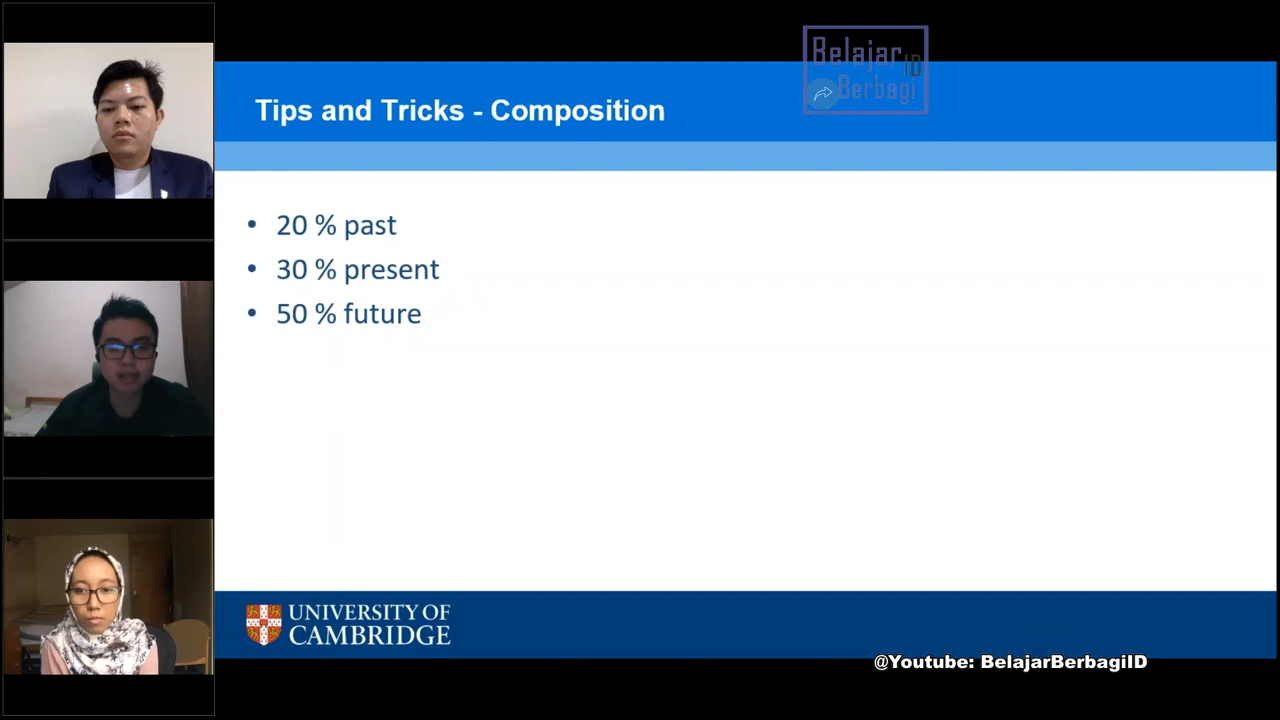 Belajar
ID
Berbagi
Tips and Tricks - Composition
• 20 % past
• 30 % present
• 50 % future
UNIVERSITY OF
CAMBRIDGE
@Youtube: BelajarBerbagiID